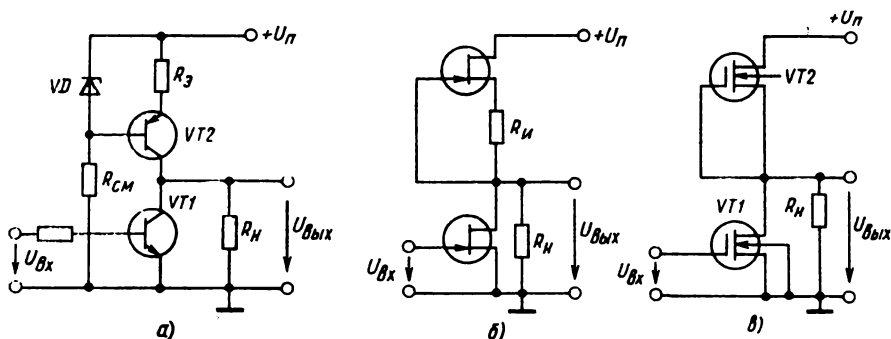 +Uп
VD
Rэ
VT2
Rсм
VT1
Rн
Uвх
Uвых
а)
+Uп
Rи
Rн
Uвх
Uвых
б)
+Uп
VT2
VT1
Rн
Uвх
Uвых
в)